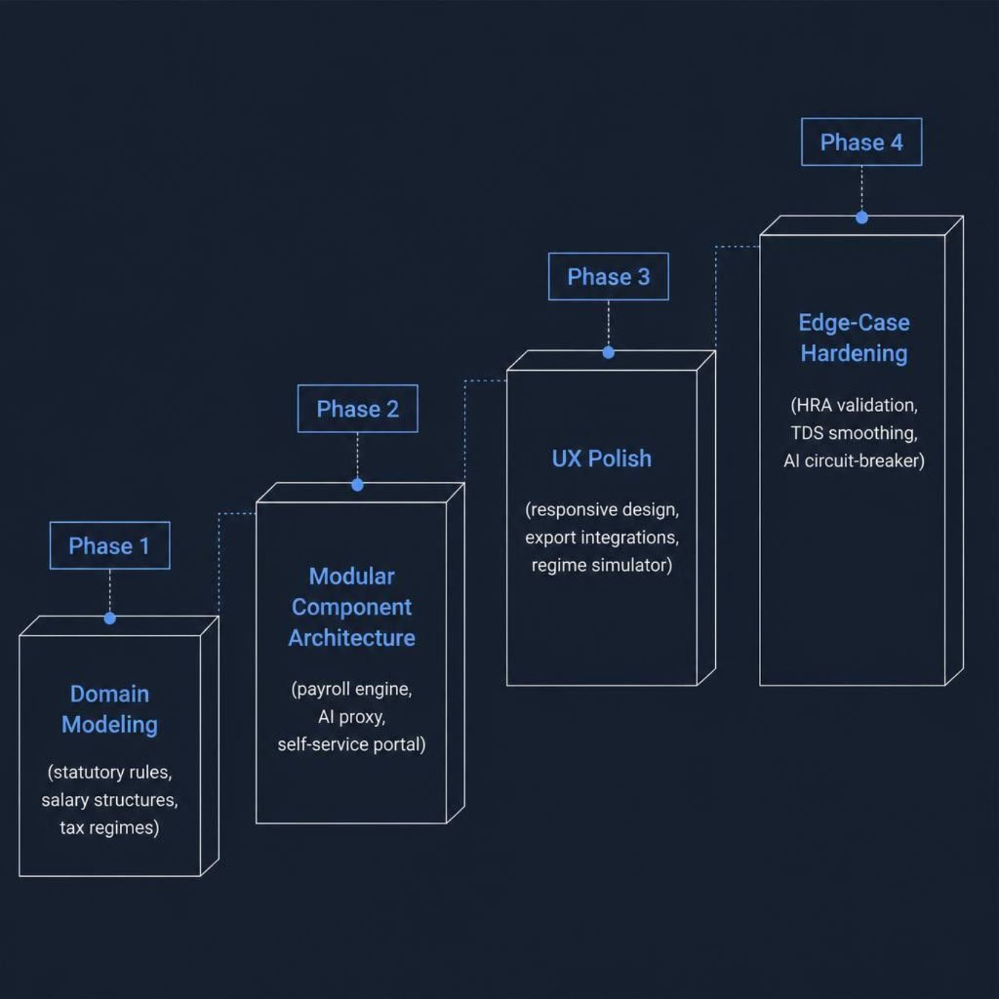 Phase 1
Domain
Modeling
(statutory rules,
salary structures,
tax regimes)
Phase 2
Modular
Component
Architecture
(payroll engine,
AI proxy,
self-service portal)
Phase 3
UX Polish
(responsive design,
export integrations,
regime simulator)
Phase 4
Edge-Case
Hardening
(HRA validation,
TDS smoothing,
AI circuit-breaker)